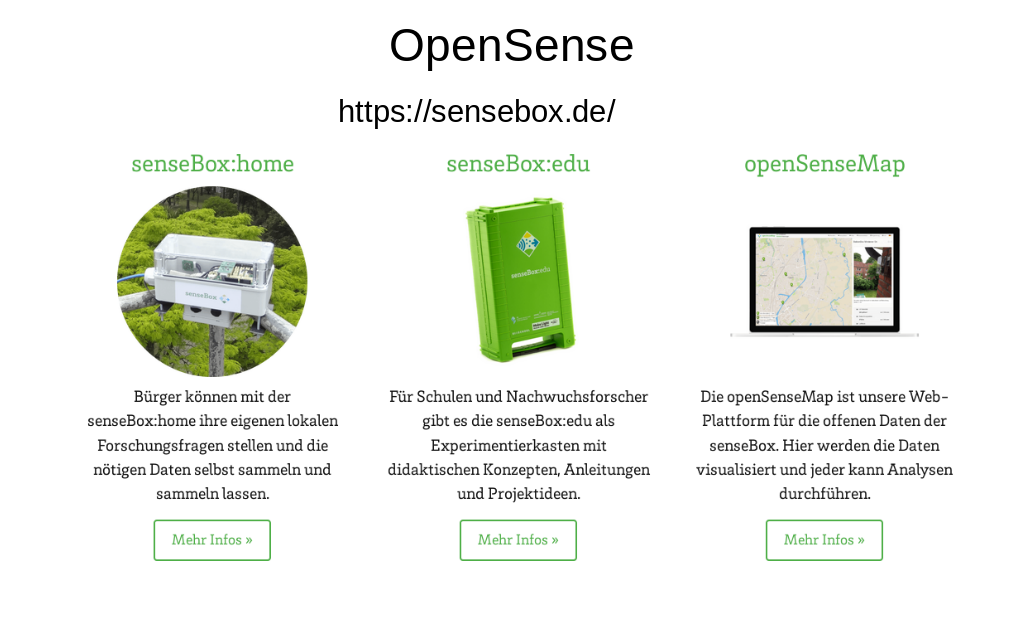 OpenSense
https://sensebox.de/
senseBox:home
senseBox:edu
openSenseMap
senseBox
senseBox:edu
Bürger können mit der
senseBox:home ihre eigenen lokalen
Forschungsfragen stellen und die
nötigen Daten selbst sammeln und
sammeln lassen.
Mehr Infos »
Für Schulen und Nachwuchsforscher
gibt es die senseBox:edu als
Experimentierkasten mit
didaktischen Konzepten, Anleitungen
und Projektideen.
Mehr Infos »
Die openSenseMap ist unsere Web-
Plattform für die offenen Daten der
senseBox. Hier werden die Daten
visualisiert und jeder kann Analysen
durchführen.
Mehr Infos »